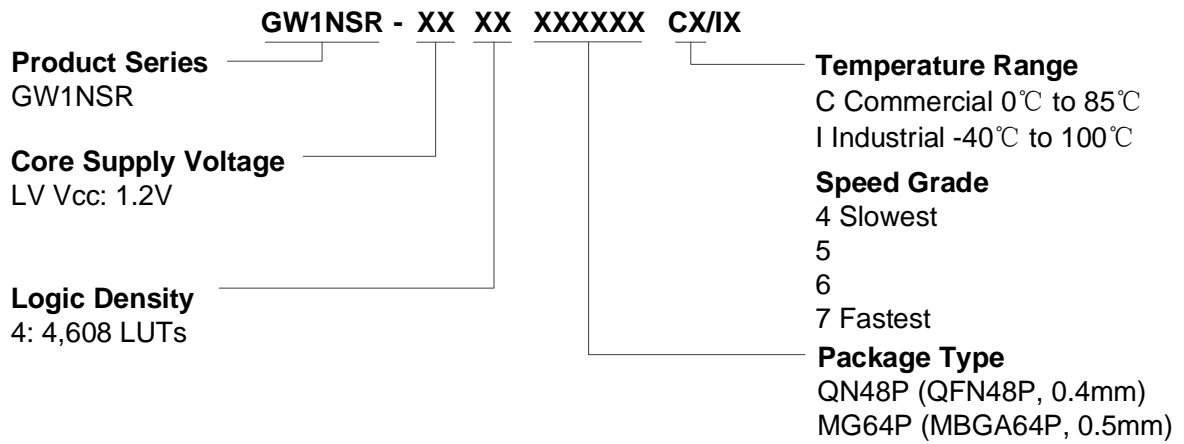 GW1NSR - XX XX XXXXXX CX/IX
Product Series
GW1NSR
Core Supply Voltage
LV Vcc: 1.2V
Logic Density
4: 4,608 LUTs
Temperature Range
C Commercial 0℃ to 85℃
I Industrial -40℃ to 100℃
Speed Grade
4 Slowest
5
6
7 Fastest
Package Type
QN48P (QFN48P, 0.4mm)
MG64P (MBGA64P, 0.5mm)